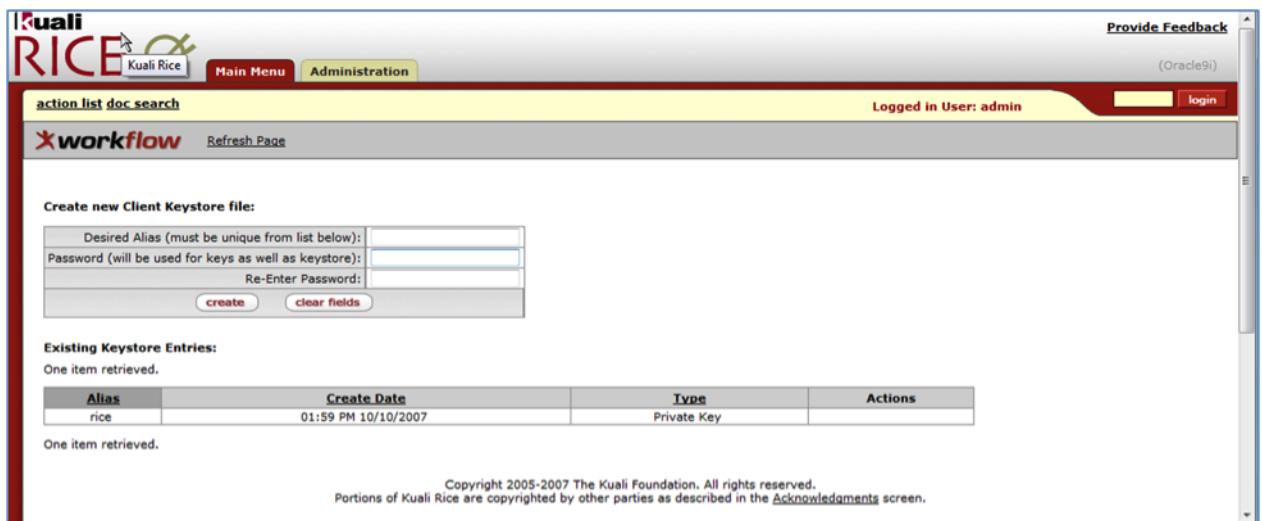 Kuali
Provide Feedback
RICE
Kuali Rice
Main Menu Administration
(Oracle9i)
action list doc search
Logged in User: admin
login
workflow Refresh Page
Create new Client Keystore file:
Desired Alias (must be unique from list below):
Password (will be used for keys as well as keystore):
Re-Enter Password:
create clear fields
Existing Keystore Entries:
One item retrieved.
Alias Create Date Type Actions
rice 01:59 PM 10/10/2007 Private Key
One item retrieved.
Copyright 2005-2007 The Kuali Foundation. All rights reserved.
Portions of Kuali Rice are copyrighted by other parties as described in the Acknowledgments screen.